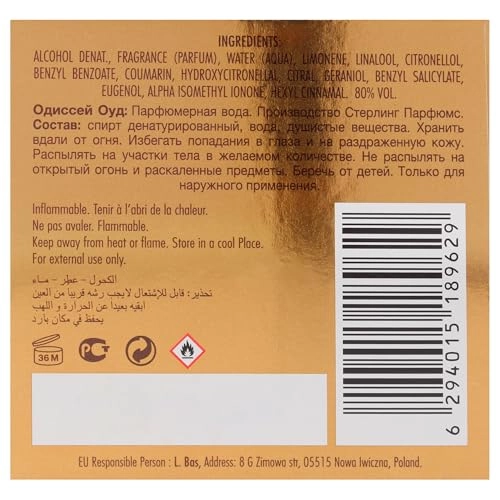 INGREDIENTS:
ALCOHOL DENAT., FRAGRANCE (PARFUM), WATER (AQUA), LIMONENE, LINALOOL, CITRONELLOL,
BENZYL BENZOATE, COUMARIN, HYDROXYCITRONELLAL, CITRAL, GERANIOL, BENZYL SALICYLATE,
EUGENOL, ALPHA ISOMETHYL IONONE, HEXYL CINNAMAL. 80% VOL.
Одиссей Оуд: Парфюмерная вода. Производство Стерлинг Парфюмс.
Состав: спирт денатурированный, вода, душистые вещества. Хранить
вдали от огня. Избегать попадания в глаза и на раздраженную кожу.
Распылять на участки тела в желаемом количестве. Не распылять на
открытый огонь и раскаленные предметы. Беречь от детей. Только для
наружного применения.
Inflammable. Tenir à l'abri de la chaleur.
Ne pas avaler. Flammable.
Keep away from heat or flame. Store in a cool Place.
For external use only.
الكحول - عطر - ماء
تحذير: قابل للإشتعال لايجب رشه قريبا من العين
ابقيه بعيدا عن الحرارة و اللهب
يحفظ في مكان بارد
36 M
РСТ
6 294015 189629
EU Responsible Person : L. Bas, Address: 8 G Zimowa str, 05515 Nowa Iwiczna, Poland.